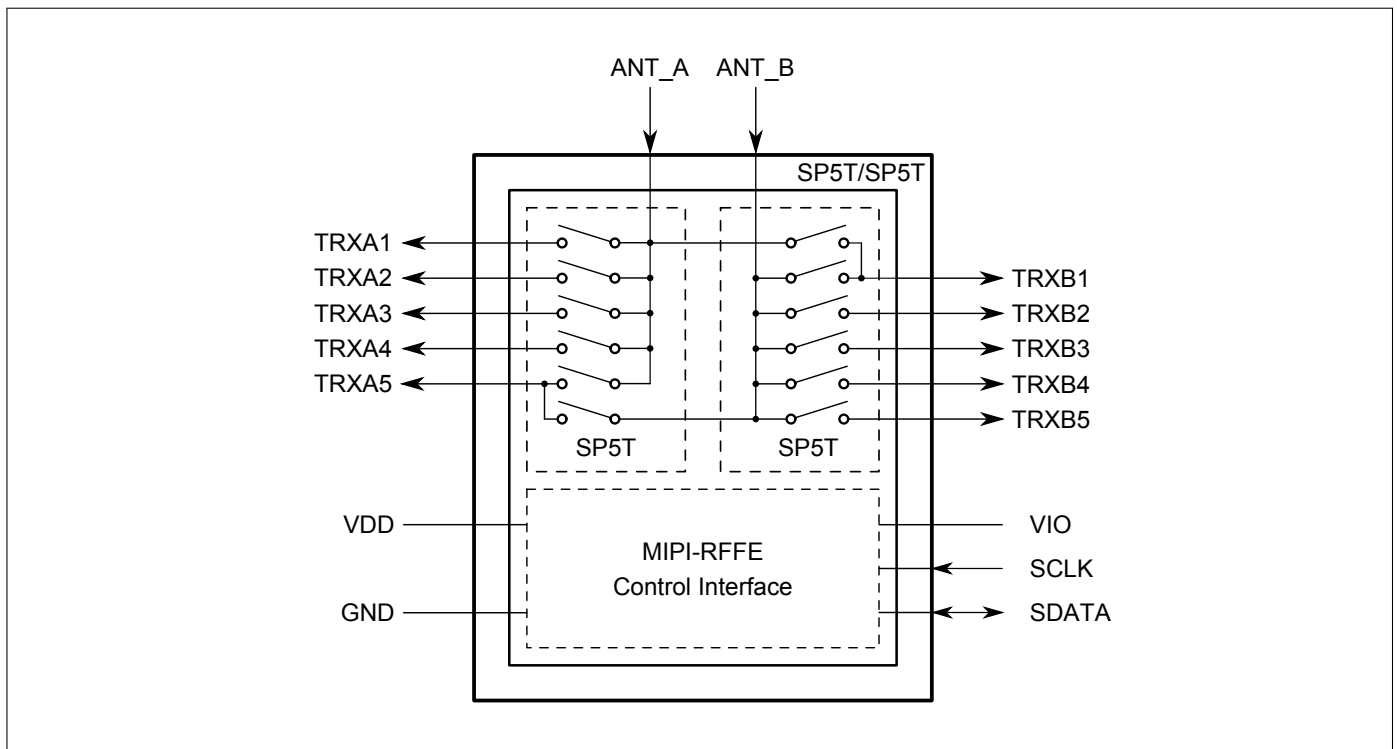 ANT_A ANT_B
SP5T/SP5T
TRXA1
TRXA2
TRXA3
TRXA4
TRXA5
TRXB1
TRXB2
TRXB3
TRXB4
TRXB5
SP5T SP5T
VDD
GND
MIPI-RFFE
Control Interface
VIO
SCLK
SDATA